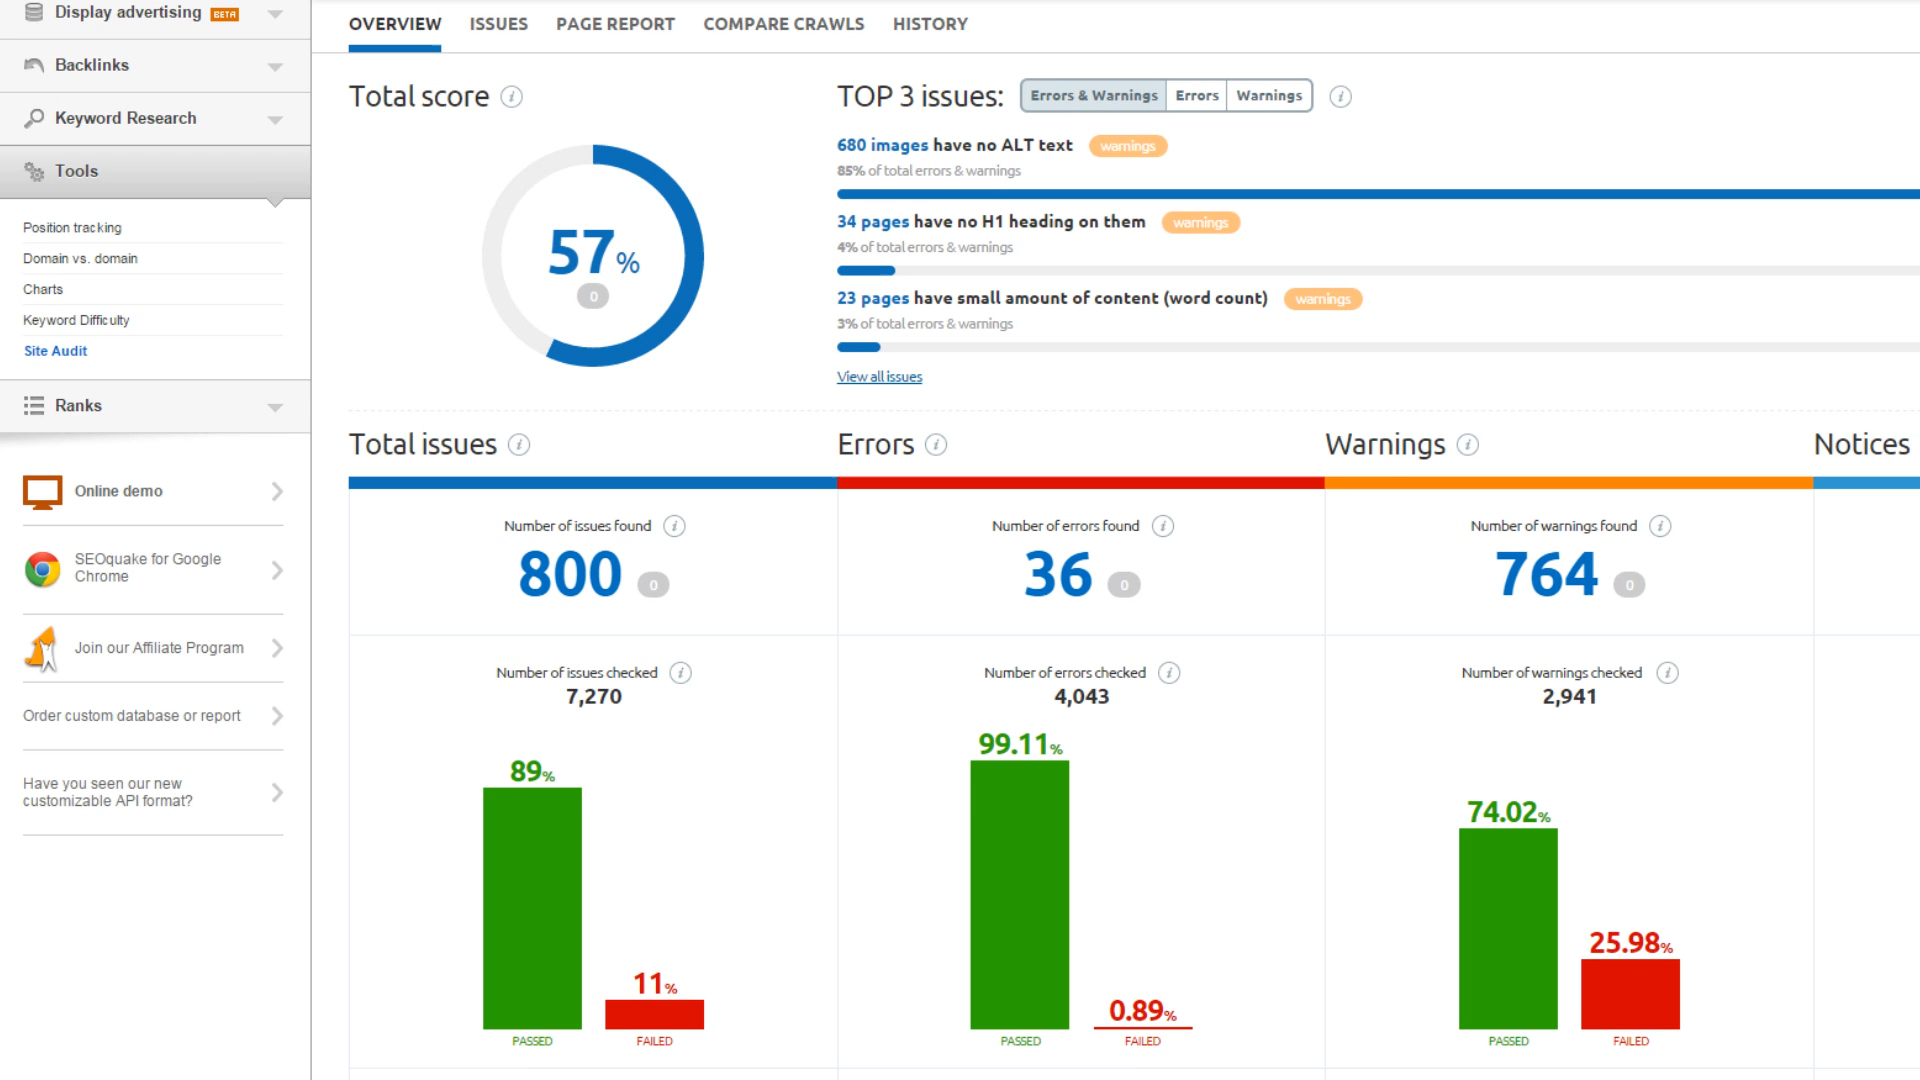 Display advertising BETA
Backlinks
Keyword Research
Tools
Position tracking
Domain vs. domain
Charts
Keyword Difficulty
Site Audit
Ranks
Online demo
SEOquake for Google
Chrome
Join our Affiliate Program
Order custom database or report
Have you seen our new
customizable API format?
OVERVIEW ISSUES PAGE REPORT COMPARE CRAWLS HISTORY
Total score i
57%
0
TOP 3 issues: Errors & Warnings Errors Warnings i
680 images have no ALT text warnings
85% of total errors & warnings
34 pages have no H1 heading on them warnings
4% of total errors & warnings
23 pages have small amount of content (word count) warnings
3% of total errors & warnings
View all issues
Total issues i
Number of issues found i
800 0
Number of issues checked i
7,270
89%
11%
PASSED FAILED
Errors i
Number of errors found i
36 0
Number of errors checked i
4,043
99.11%
0.89%
PASSED FAILED
Warnings i
Number of warnings found i
764 0
Number of warnings checked i
2,941
74.02%
25.98%
PASSED FAILED
Notices